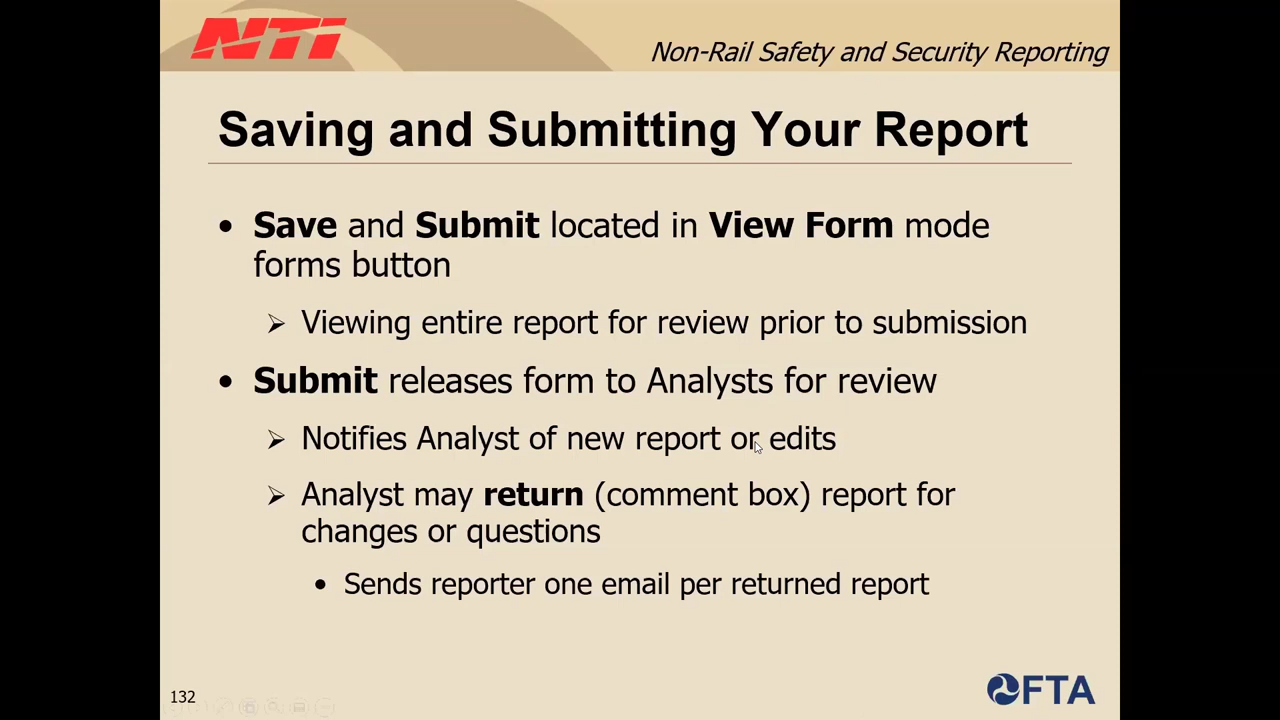 NTI
Non-Rail Safety and Security Reporting
Saving and Submitting Your Report
• Save and Submit located in View Form mode
forms button
➢ Viewing entire report for review prior to submission
• Submit releases form to Analysts for review
➢ Notifies Analyst of new report or edits
➢ Analyst may return (comment box) report for
changes or questions
• Sends reporter one email per returned report
132
FTA